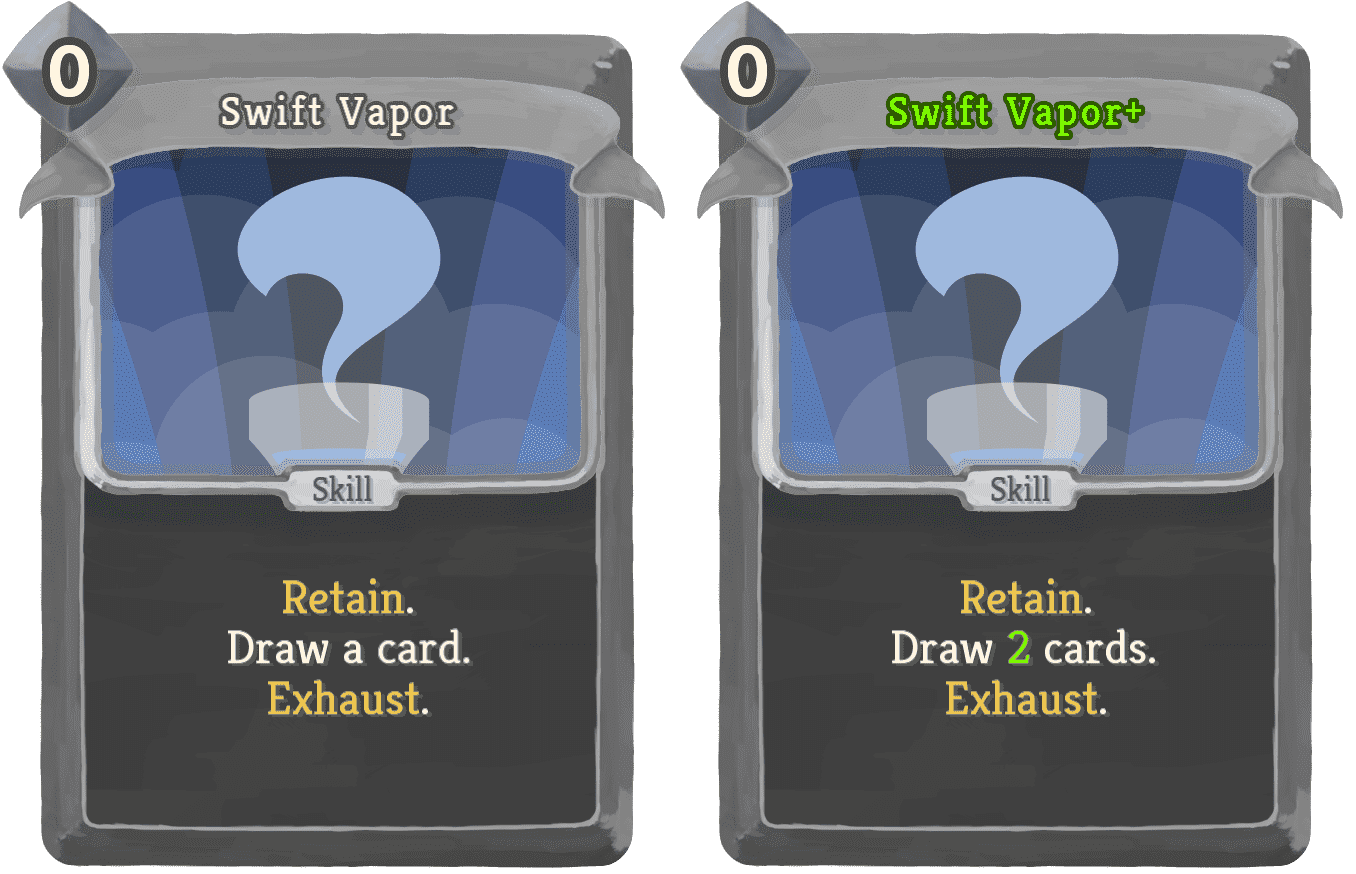 0
Swift Vapor
Skill
Retain.
Draw a card.
Exhaust.
0
Swift Vapor+
Skill
Retain.
Draw 2 cards.
Exhaust.